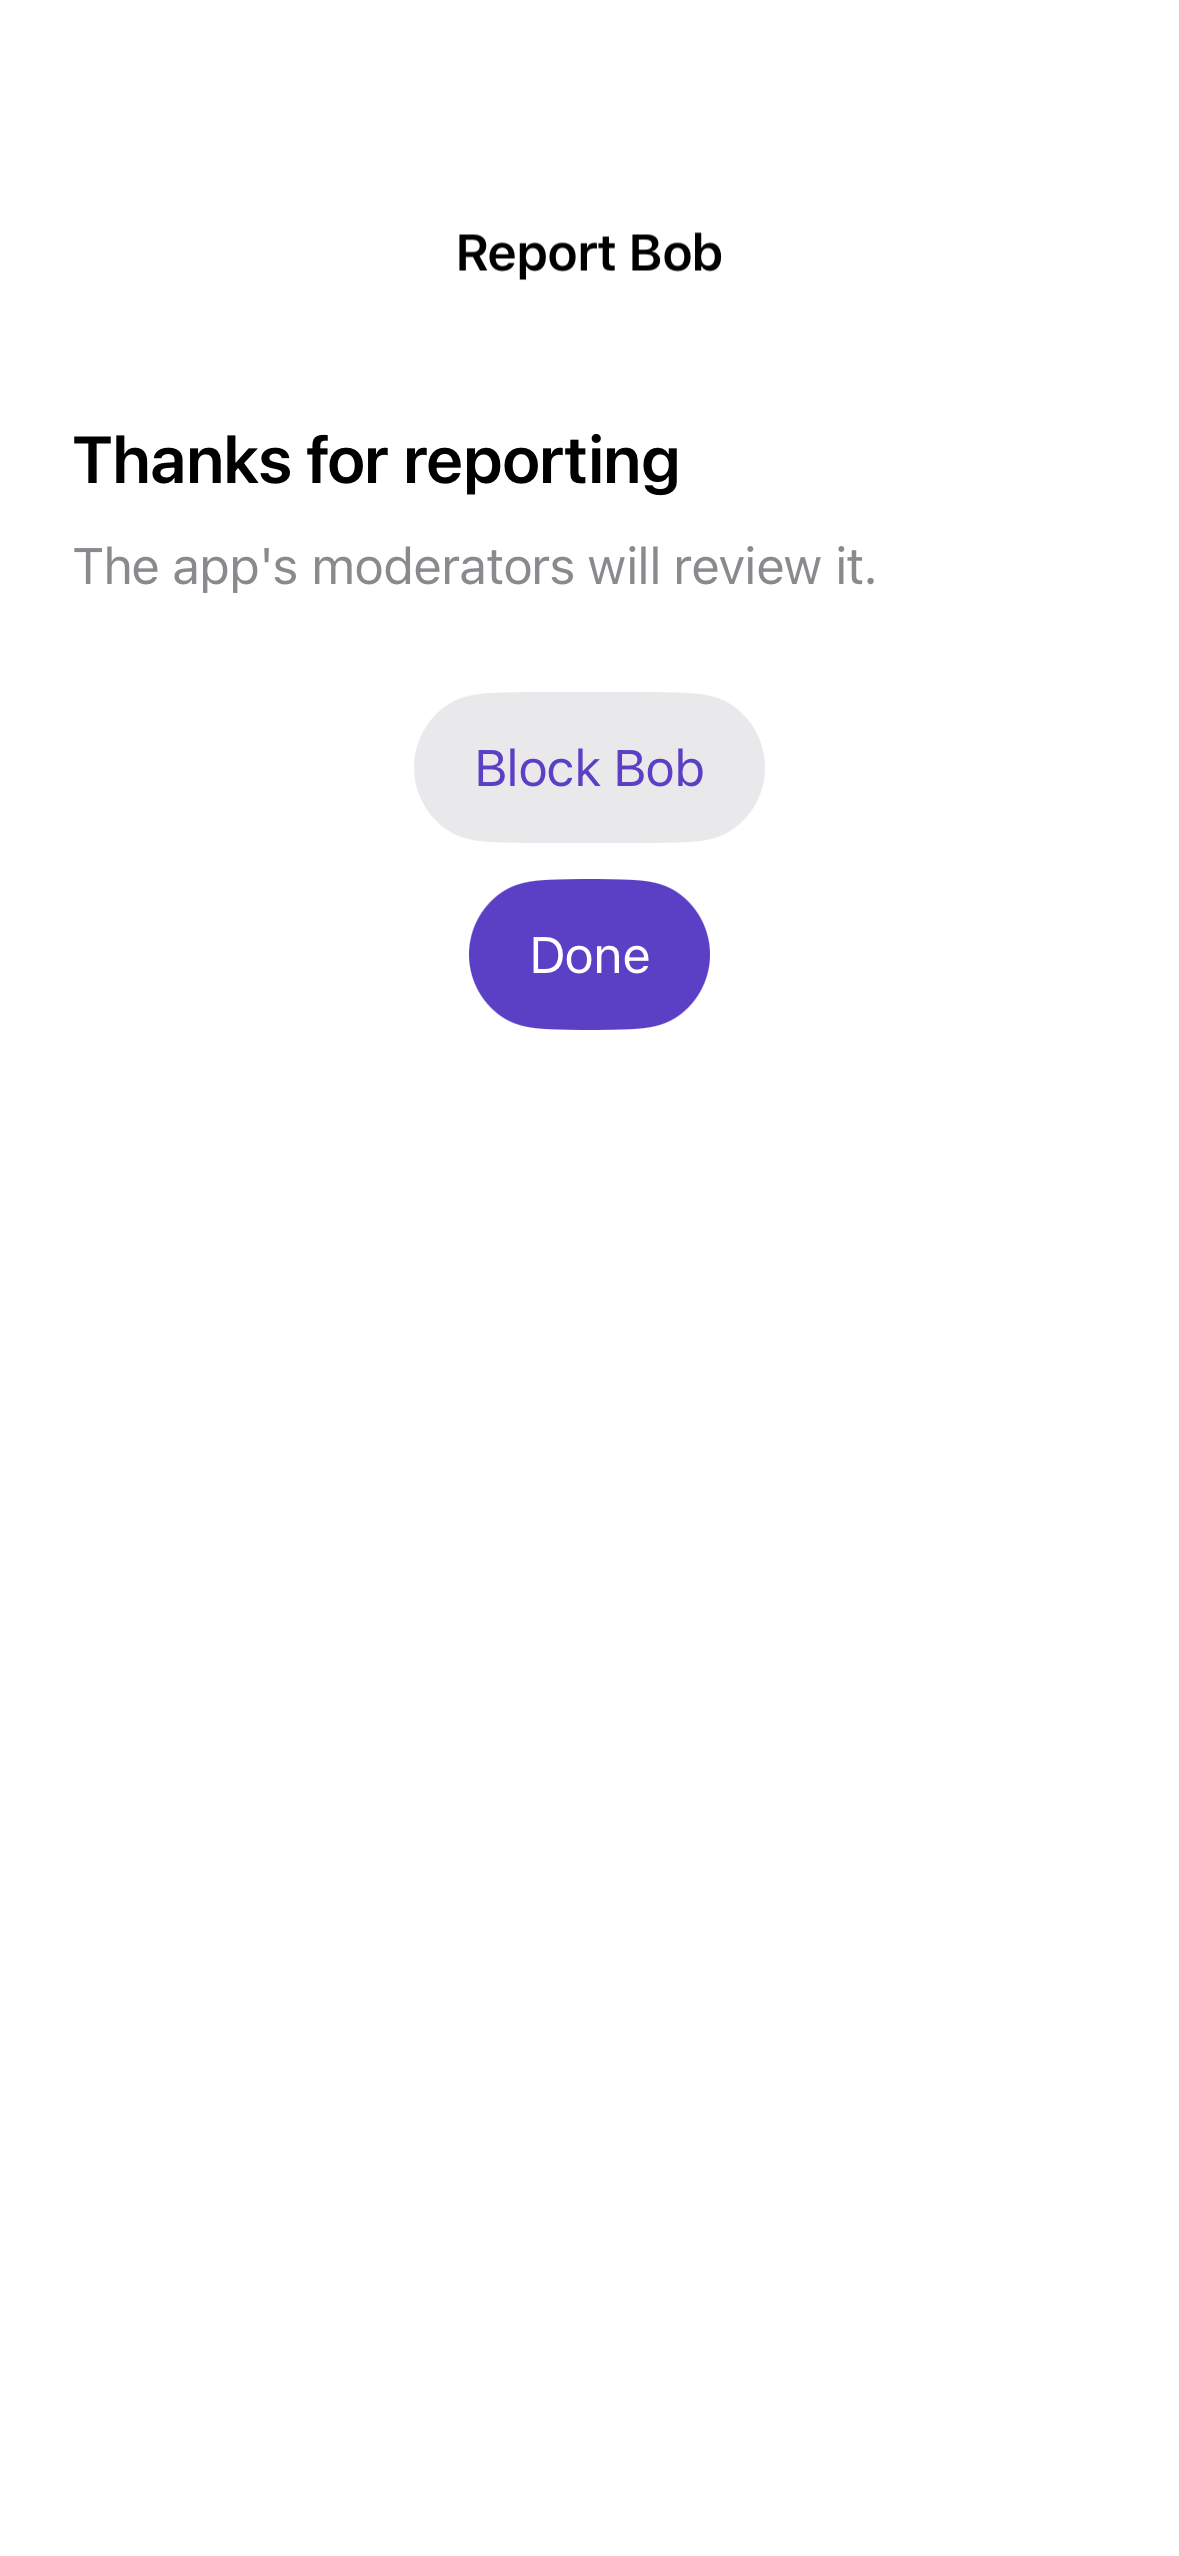 Report Bob
Thanks for reporting
The app's moderators will review it.
Block Bob
Done